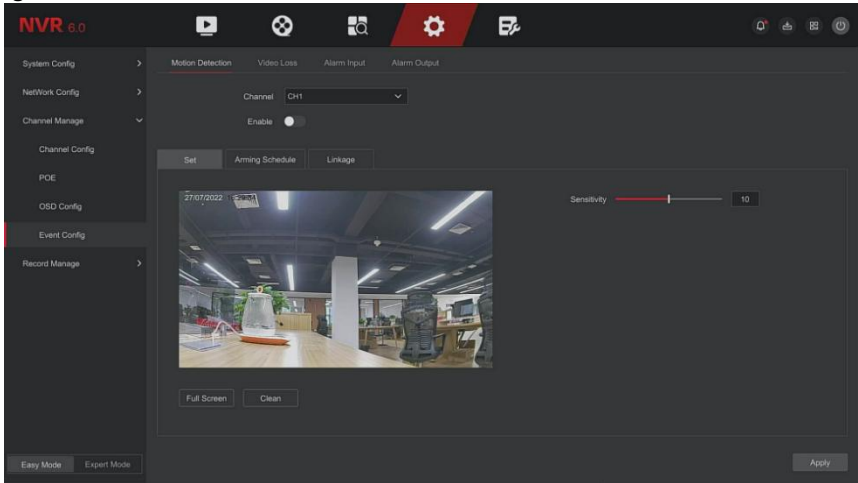 NVR 6.0
System Config
NetWork Config
Channel Manage
Channel Config
POE
OSD Config
Event Config
Record Manage
Easy Mode Expert Mode
Motion Detection Video Loss Alarm Input Alarm Output
Channel CH1
Enable
Set Arming Schedule Linkage
27/07/2022
Sensitivity 10
Full Screen Clean
Apply